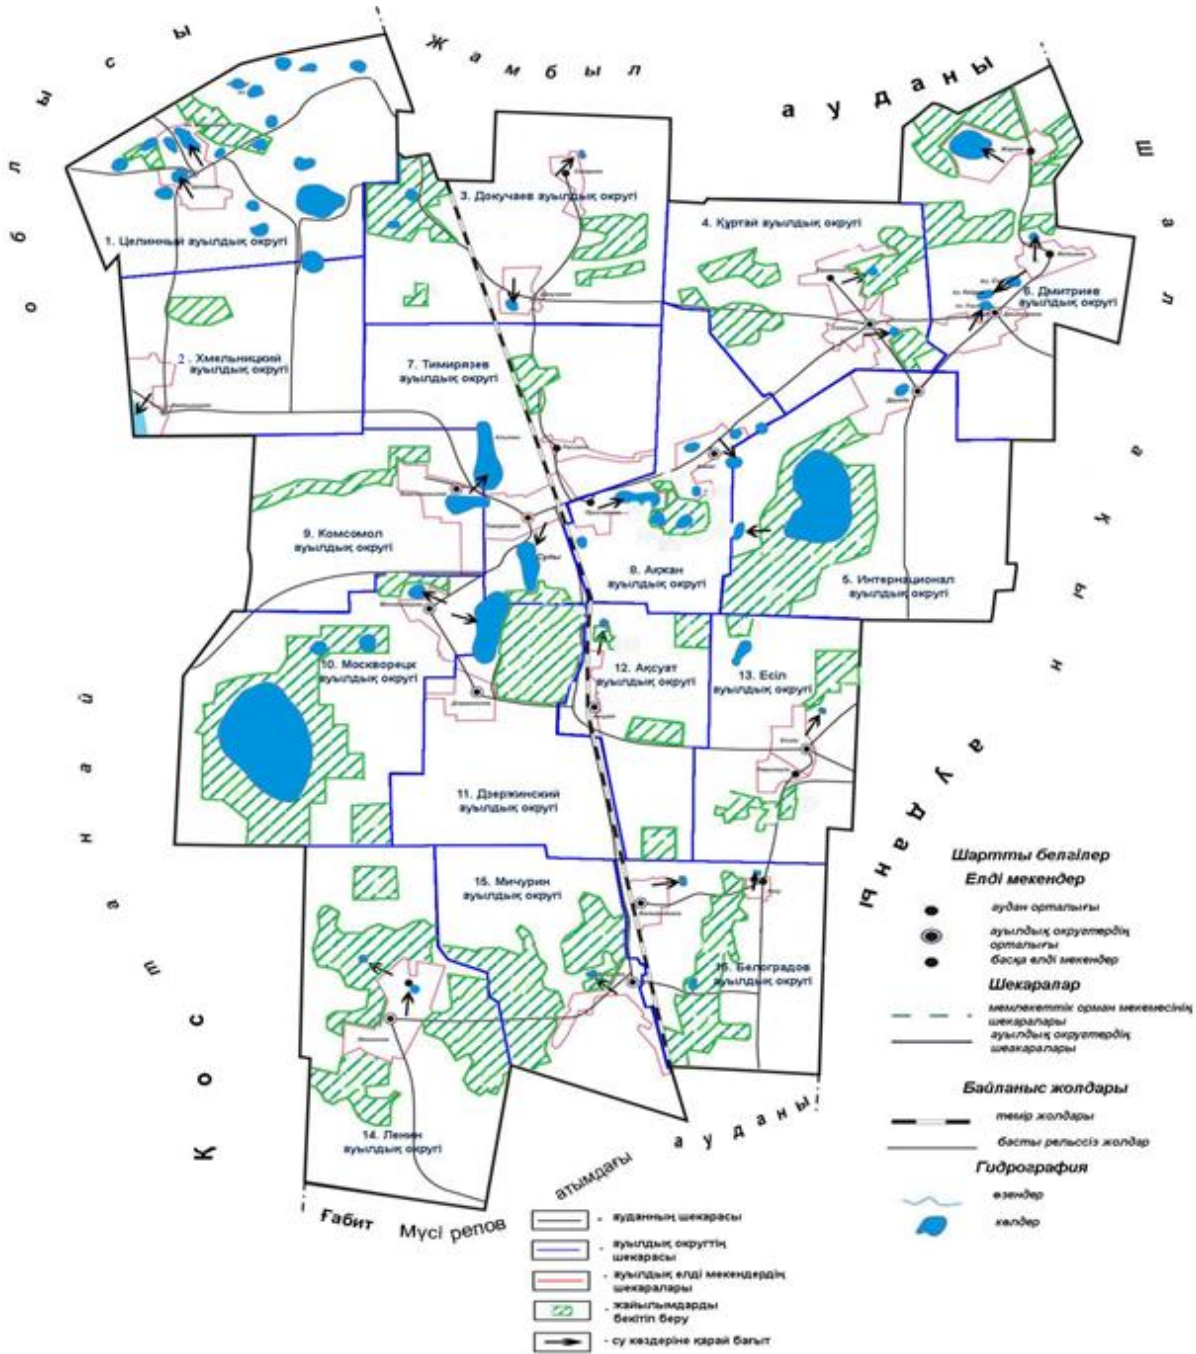 облысы
Жамбыл
ауданы
Шал
ақынның
ауданы
1. Целинный ауылдық округі
2 . Хмельницкий
ауылдық округі
3. Докучаев ауылдық округі
4. Құртай ауылдық округі
6. Дмитриев
ауылдық округі
7. Тимирязев
ауылдық округі
9. Комсомол
ауылдық округі
8. Ақжан
ауылдық округі
5. Интернационал
ауылдық округі
Сулы
10. Москворецк
ауылдық округі
12. Ақсуат
ауылдық округі
13. Есіл
ауылдық округі
11. Дзержинский
ауылдық округі
15. Мичурин
ауылдық округі
16. Белоградов
ауылдық округі
14. Ленин
ауылдық округі
Қостанай
Ғабит Мүсірепов
атымдағы
ауданы
Шартты белгілер
Елді мекендер
аудан орталығы
ауылдық округтердің
орталығы
басқа елді мекендер
Шекаралар
мемлекеттік орман мекемесінің
шекаралары
ауылдық округтердің
шеакаралары
Байланыс жолдары
темір жолдары
басты рельссіз жолдар
Гидрография
өзендер
көлдер
- ауданның шекарасы
- ауылдық округтің
шекарасы
- ауылдық елді мекендердің
шекаралары
- жайылымдарды
бекітіп беру
- су көздеріне қарай бағыт